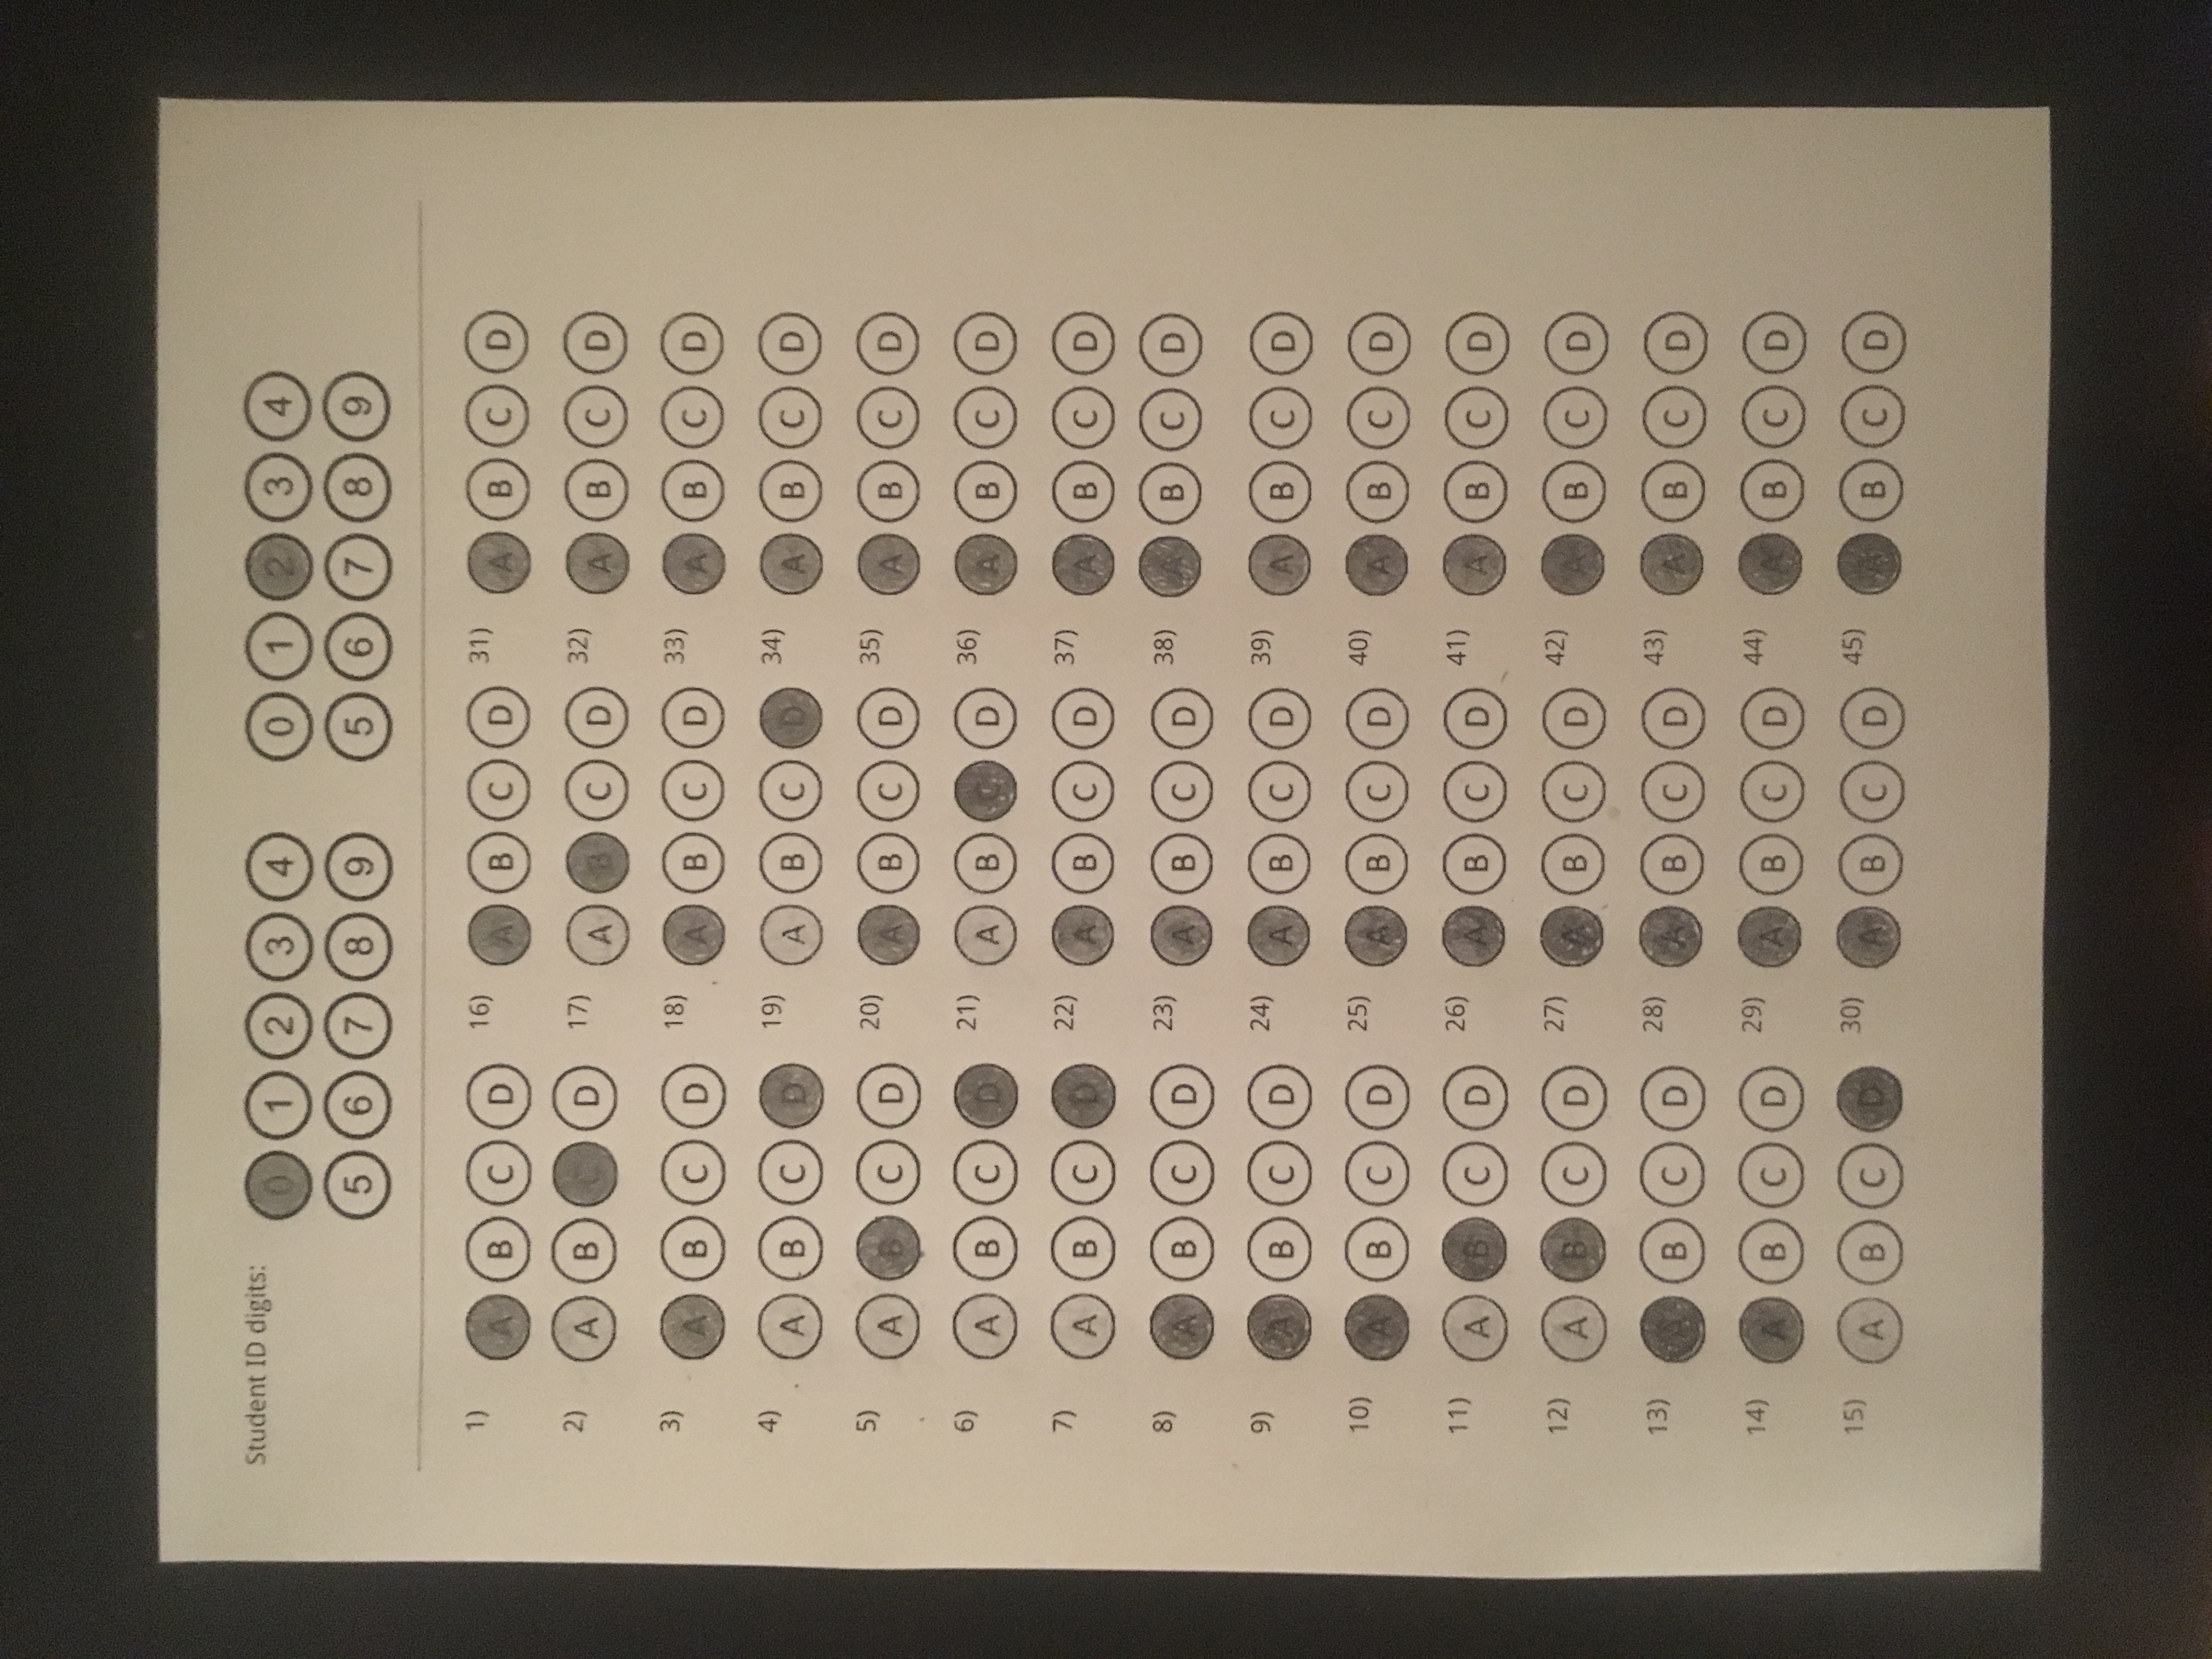 Student ID digits: 0 1 2 3 4 0 1 2 3 4
5 6 7 8 9 5 6 7 8 9
1) A B C D 16) A B C D 31) A B C D
2) A B C D 17) A B C D 32) A B C D
3) A B C D 18) A B C D 33) A B C D
4) A B C D 19) A B C D 34) A B C D
5) A B C D 20) A B C D 35) A B C D
6) A B C D 21) A B C D 36) A B C D
7) A B C D 22) A B C D 37) A B C D
8) A B C D 23) A B C D 38) A B C D
9) A B C D 24) A B C D 39) A B C D
10) A B C D 25) A B C D 40) A B C D
11) A B C D 26) A B C D 41) A B C D
12) A B C D 27) A B C D 42) A B C D
13) A B C D 28) A B C D 43) A B C D
14) A B C D 29) A B C D 44) A B C D
15) A B C D 30) A B C D 45) A B C D